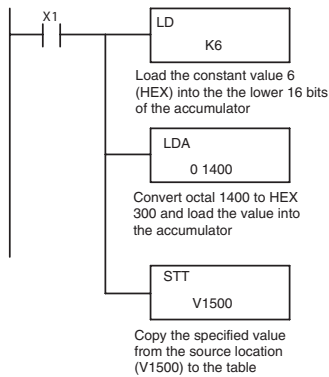 X1
LD
K6
Load the constant value 6
(HEX) into the the lower 16 bits
of the accumulator
LDA
0 1400
Convert octal 1400 to HEX
300 and load the value into
the accumulator
STT
V1500
Copy the specified value
from the source location
(V1500) to the table